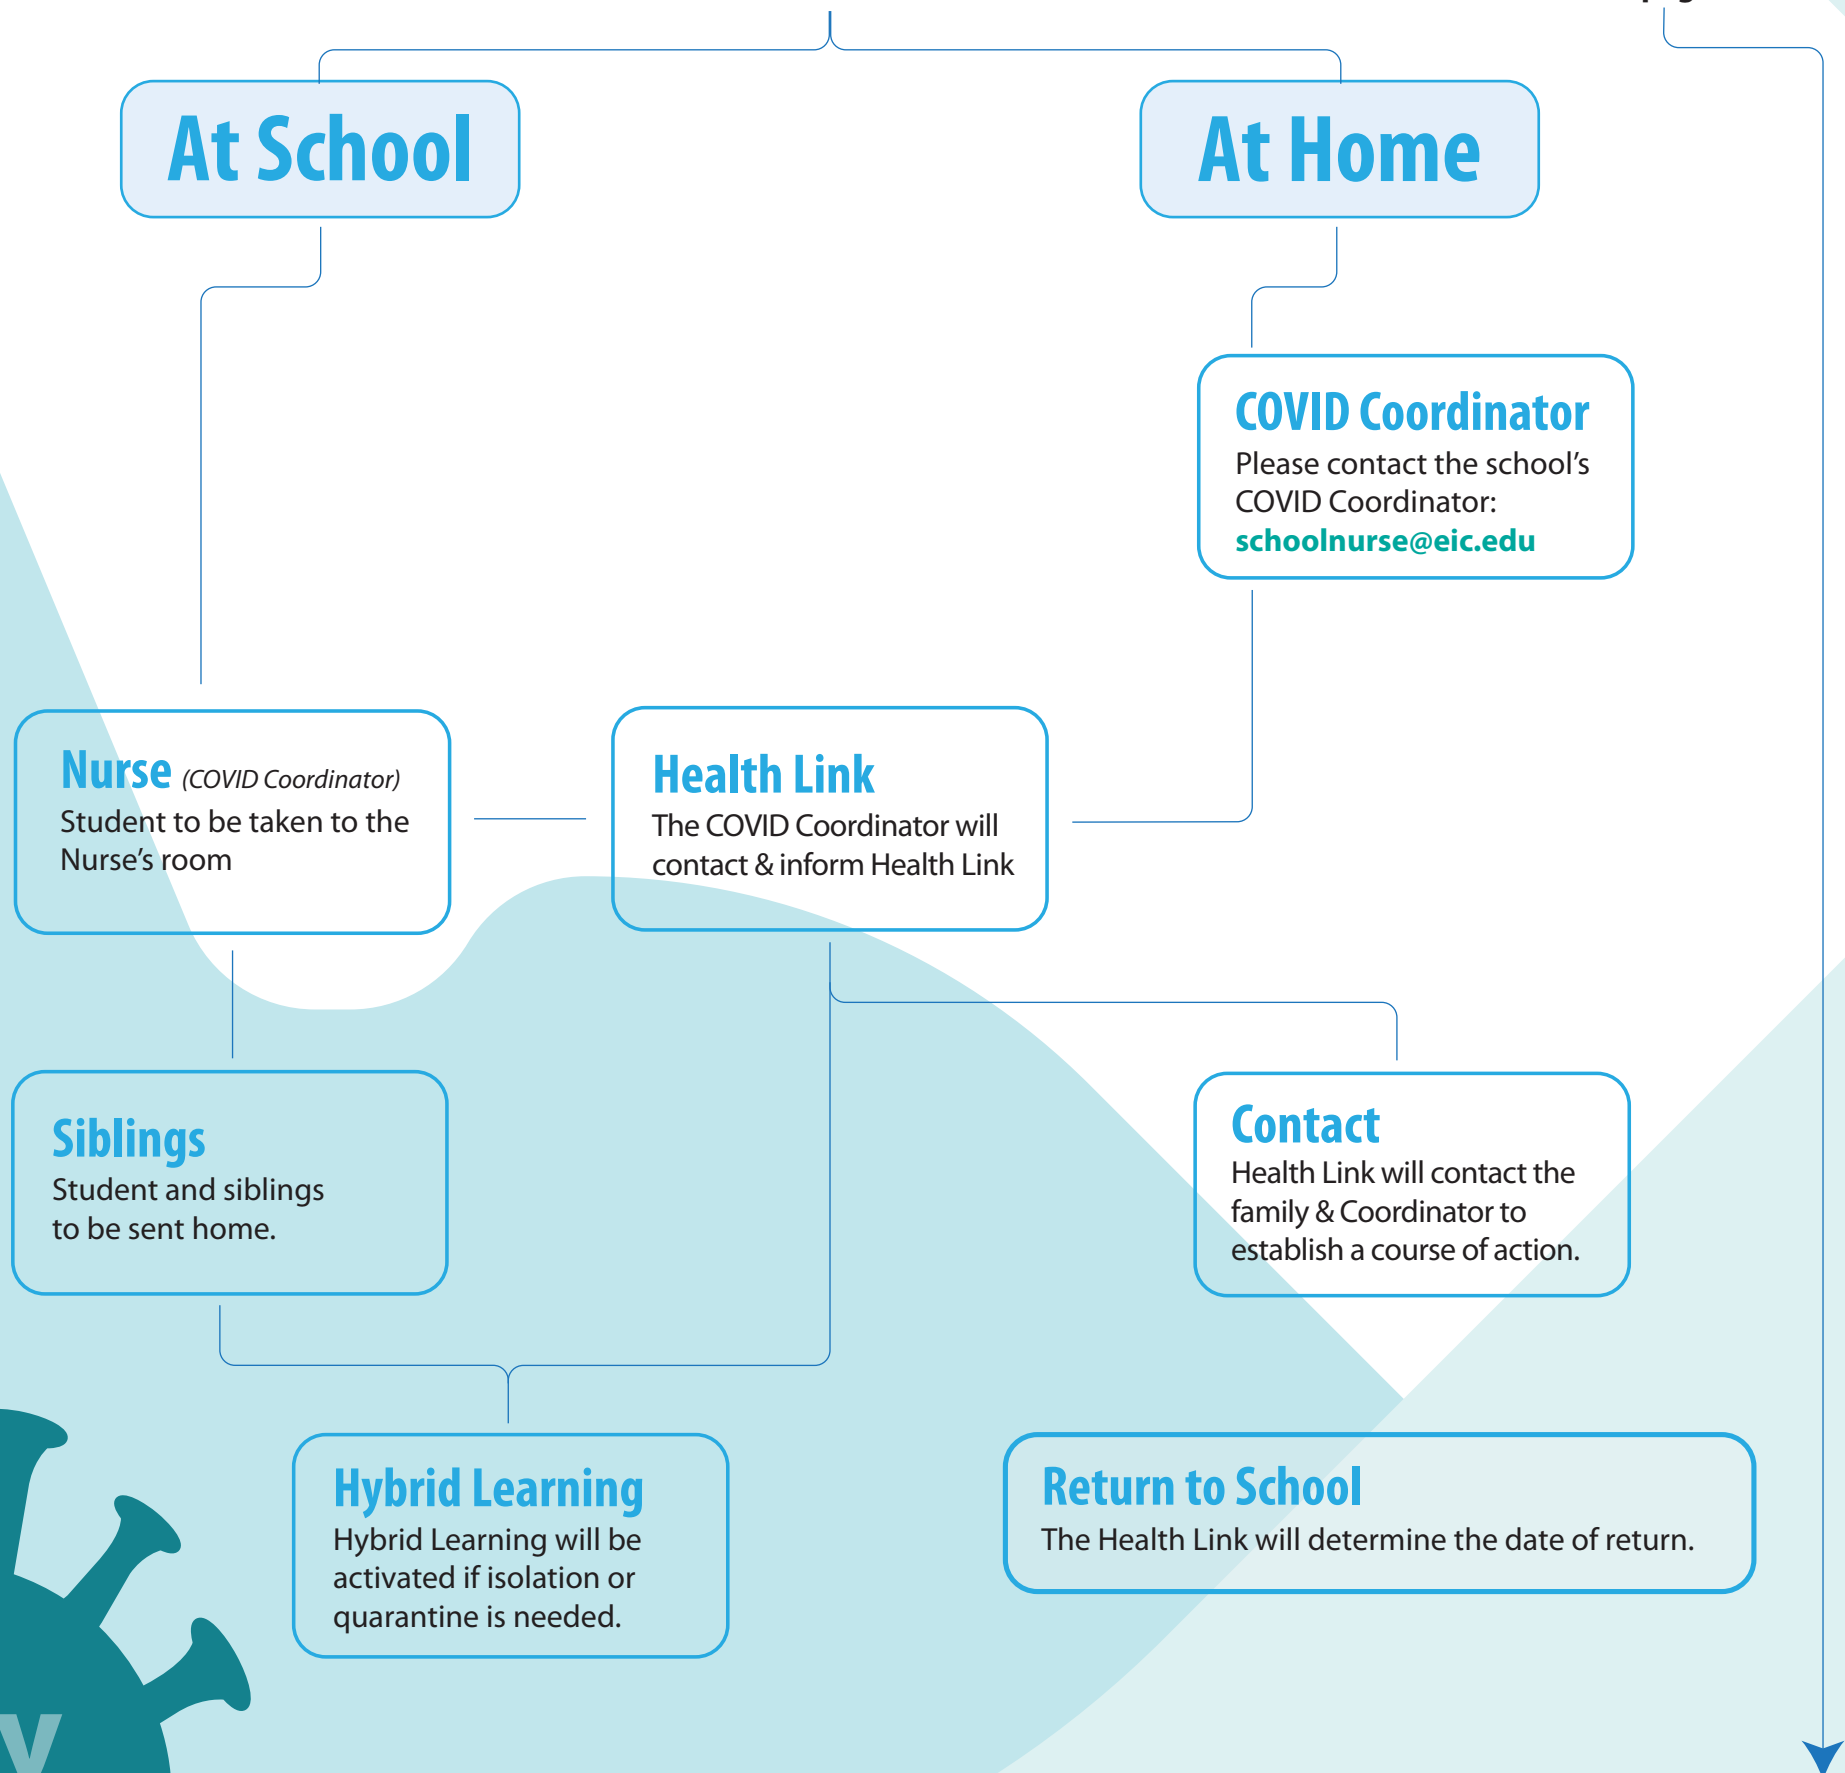 At School
At Home
COVID Coordinator
Please contact the school’s
COVID Coordinator:
schoolnurse@eic.edu
Nurse (COVID Coordinator)
Student to be taken to the
Nurse’s room
Health Link
The COVID Coordinator will
contact & inform Health Link
Siblings
Student and siblings
to be sent home.
Contact
Health Link will contact the
family & Coordinator to
establish a course of action.
Hybrid Learning
Hybrid Learning will be
activated if isolation or
quarantine is needed.
Return to School
The Health Link will determine the date of return.